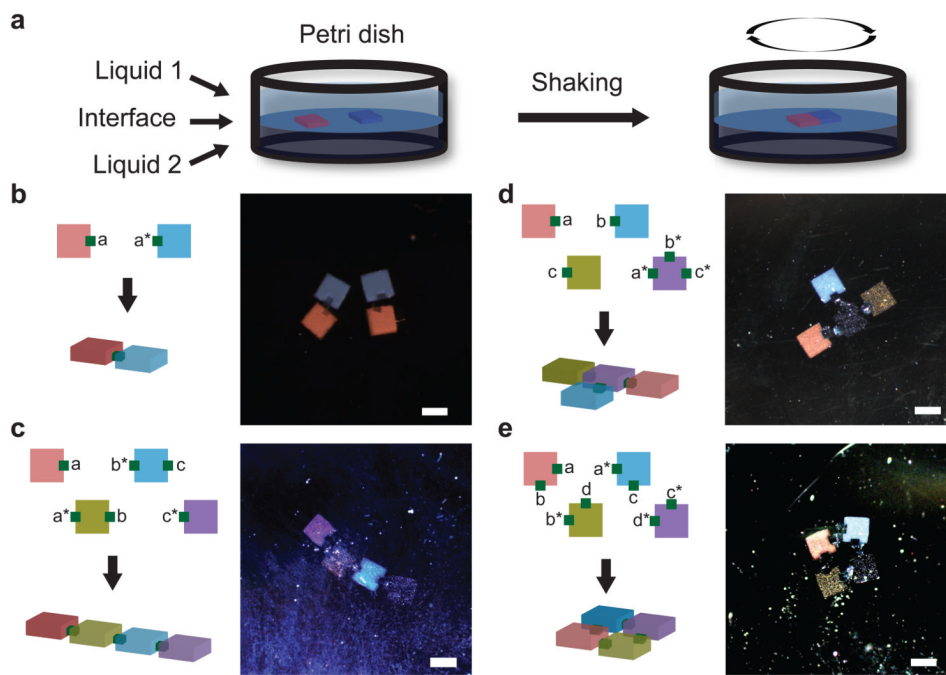 a
Petri dish
Liquid 1
Interface
Liquid 2
Shaking
b
a
a*
c
a
b*
c
a*
b
c*
d
a
b
b*
c
a*
c*
e
a
a*
b
d
c
c*
b*
d*